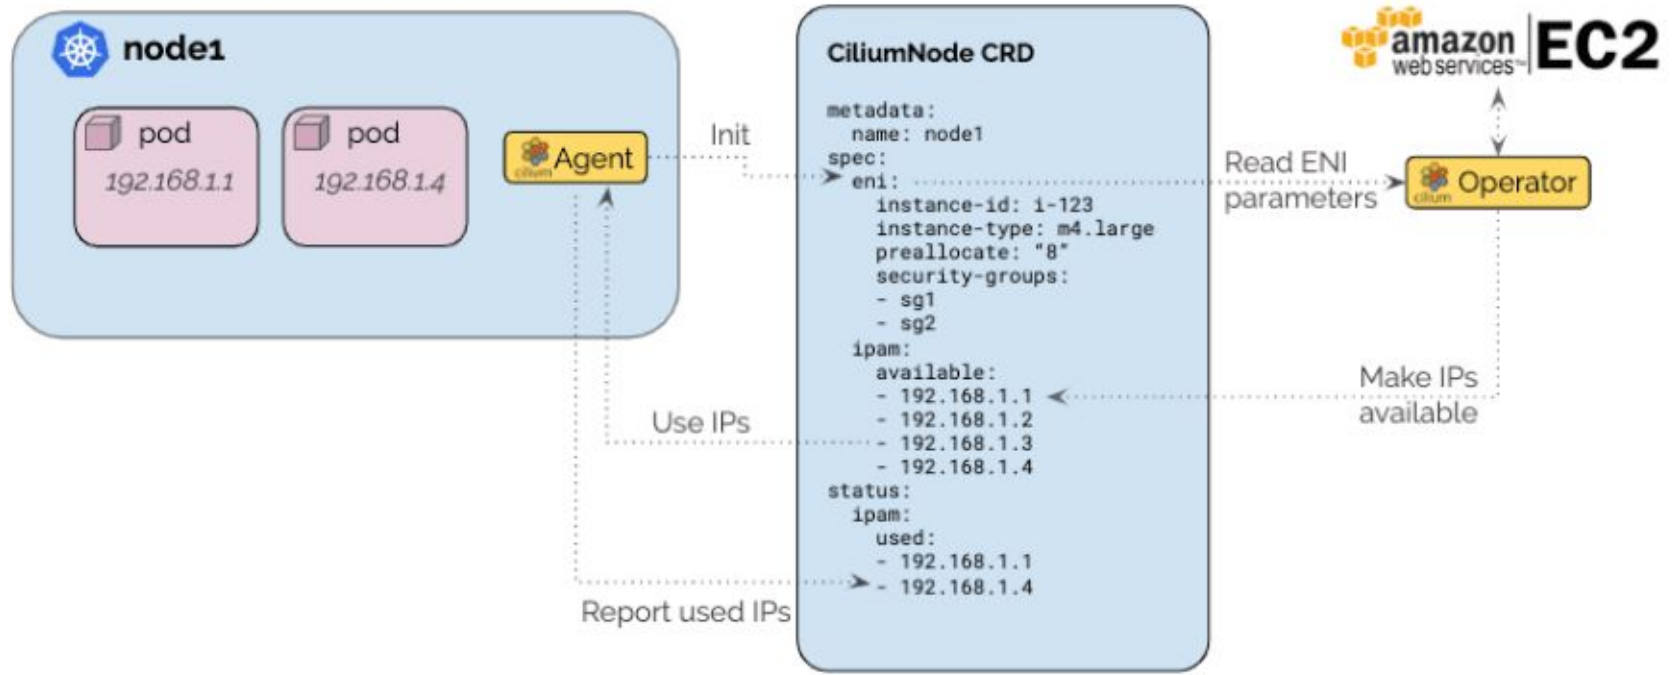 node1
pod
192.168.1.1
pod
192.168.1.4
cilium Agent
Init
Use IPs
Report used IPs
CiliumNode CRD
metadata:
name: node1
spec:
eni:
instance-id: i-123
instance-type: m4.large
preallocate: “8”
security-groups:
- sg1
- sg2
ipam:
available:
- 192.168.1.1
- 192.168.1.2
- 192.168.1.3
- 192.168.1.4
status:
ipam:
used:
- 192.168.1.1
- 192.168.1.4
Read ENI
parameters
Make IPs
available
amazon
web services™
EC2
cilium Operator